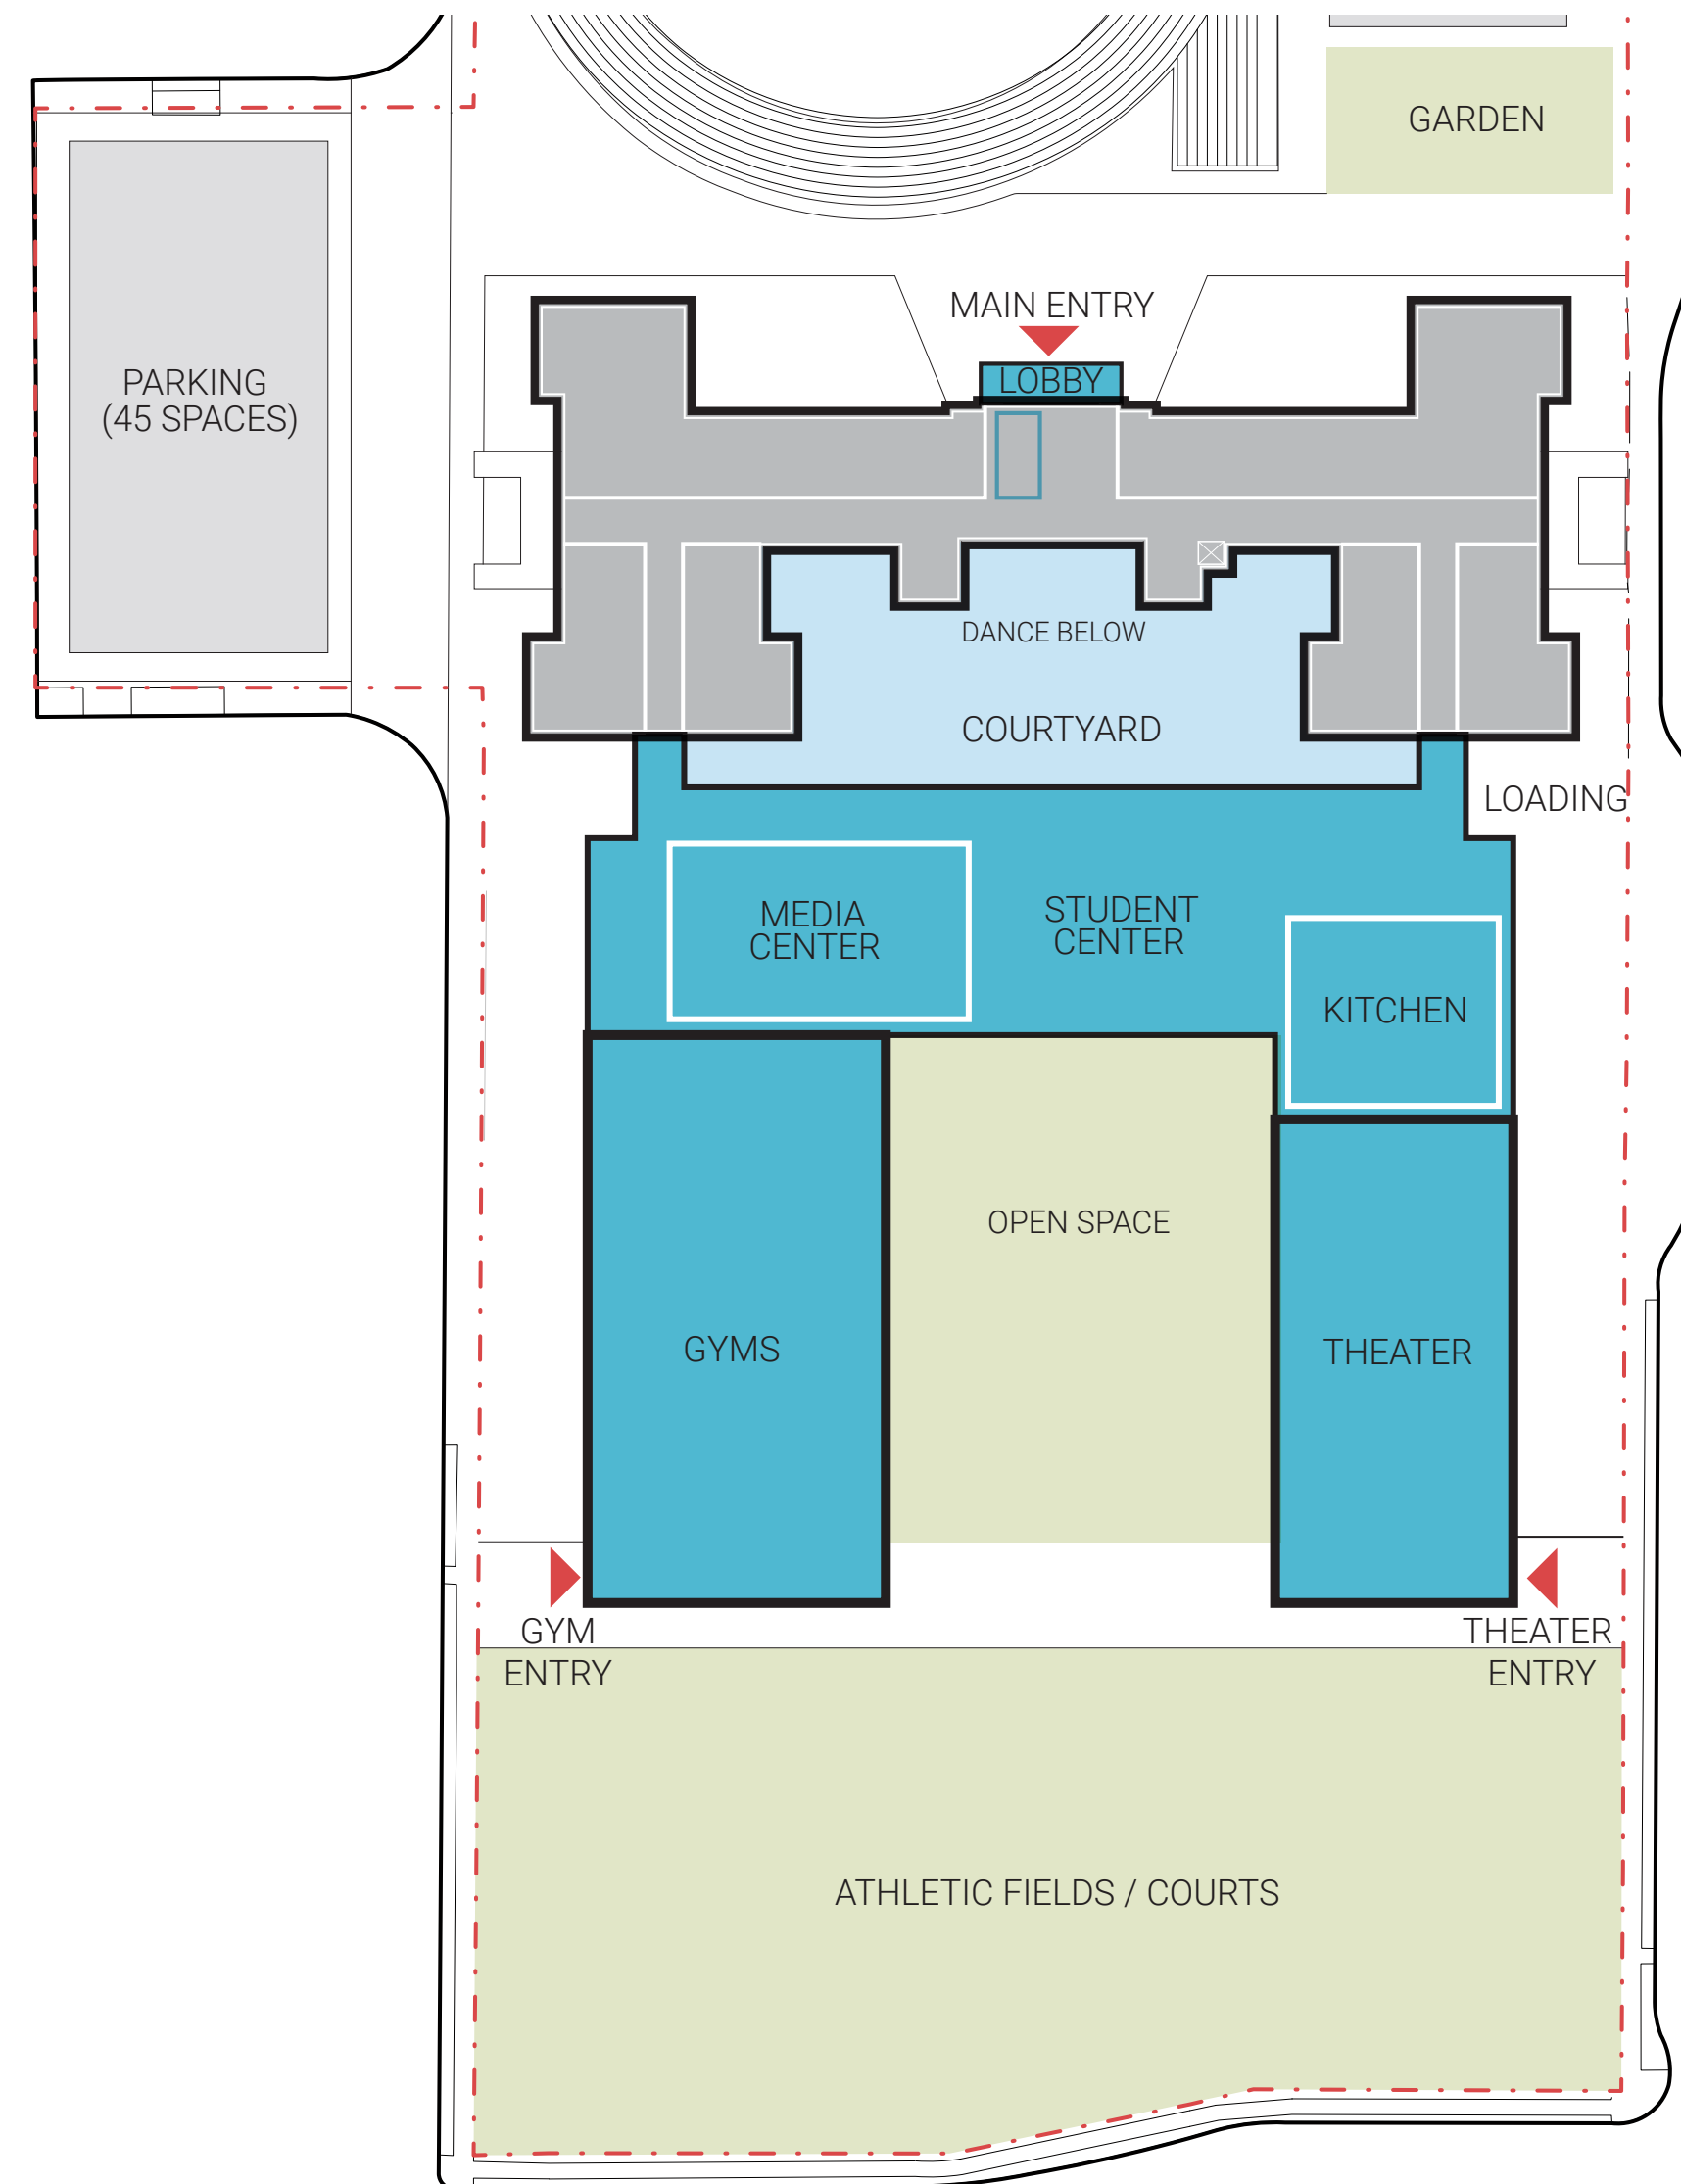 GARDEN
MAIN ENTRY
LOBBY
PARKING
(45 SPACES)
DANCE BELOW
COURTYARD
LOADING
MEDIA
CENTER
STUDENT
CENTER
KITCHEN
OPEN SPACE
GYMS
THEATER
GYM
ENTRY
THEATER
ENTRY
ATHLETIC FIELDS / COURTS